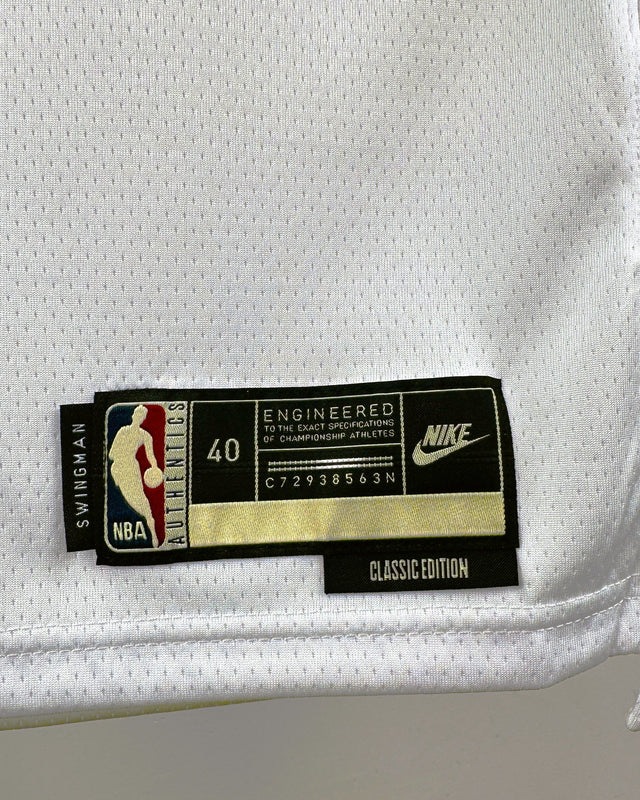 SWINGMAN
NBA
AUTHENTICS
40
ENGINEERED
TO THE EXACT SPECIFICATIONS
OF CHAMPIONSHIP ATHLETES
C72938563N
NIKE
CLASSIC EDITION